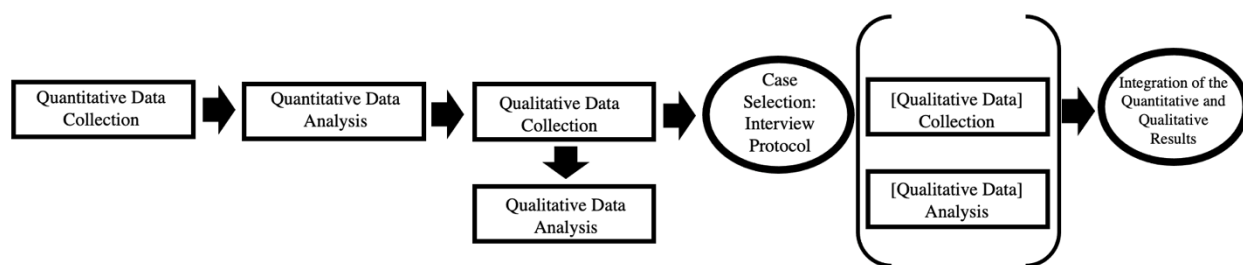 Quantitative Data
Collection
Quantitative Data
Analysis
Qualitative Data
Collection
Qualitative Data
Analysis
Case
Selection:
Interview
Protocol
[Qualitative Data]
Collection
[Qualitative Data]
Analysis
Integration of the
Quantitative and
Qualitative
Results